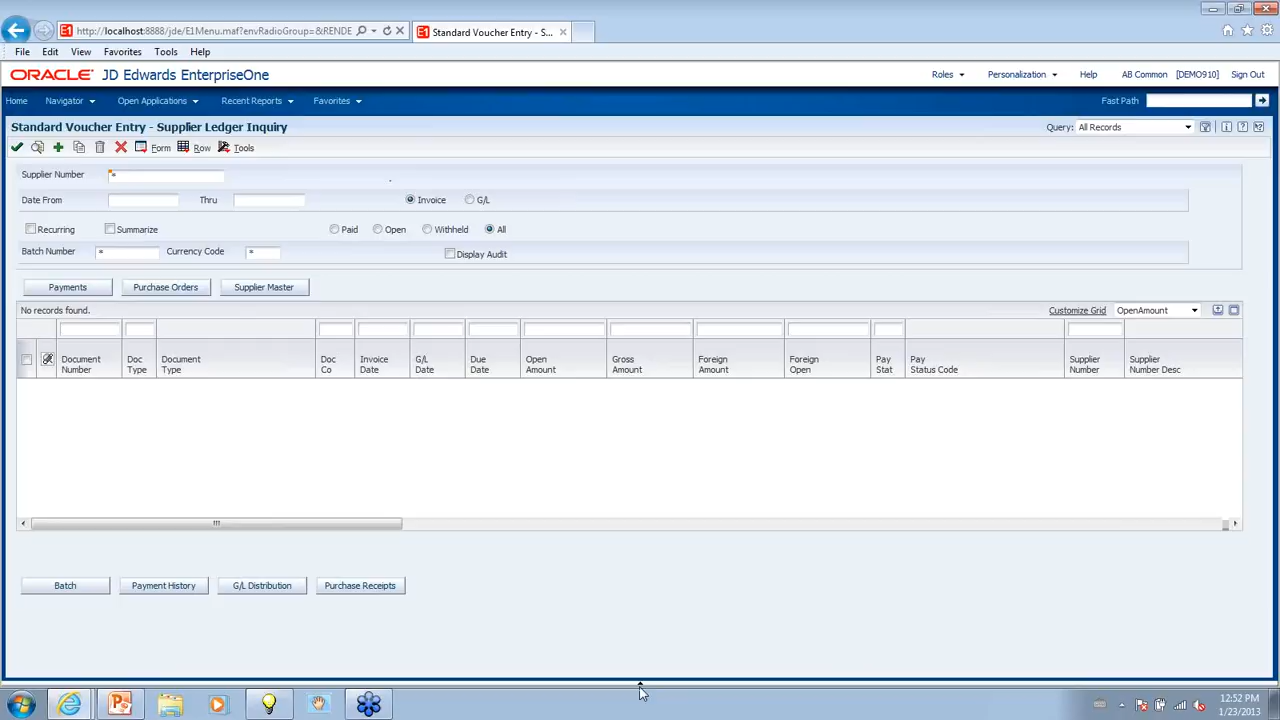 http://localhost:8888/jde/E1Menu.maf?envRadioGroup=&RENDE
E1 Standard Voucher Entry - S...
File Edit View Favorites Tools Help
ORACLE JD Edwards EnterpriseOne Roles Personalization Help AB Common [DEMO910] Sign Out
Home Navigator Open Applications Recent Reports Favorites Fast Path
Standard Voucher Entry - Supplier Ledger Inquiry Query: All Records
Form Row Tools
Supplier Number *
Date From Thru Invoice G/L
Recurring Summarize Paid Open Withheld All
Batch Number * Currency Code * Display Audit
Payments Purchase Orders Supplier Master
No records found. Customize Grid OpenAmount
Document Doc Document Doc Invoice G/L Due Open Gross Foreign Foreign Pay Pay Supplier Supplier
Number Type Type Co Date Date Date Amount Amount Amount Open Stat Status Code Number Number Desc
Batch Payment History G/L Distribution Purchase Receipts
12:52 PM
1/23/2013